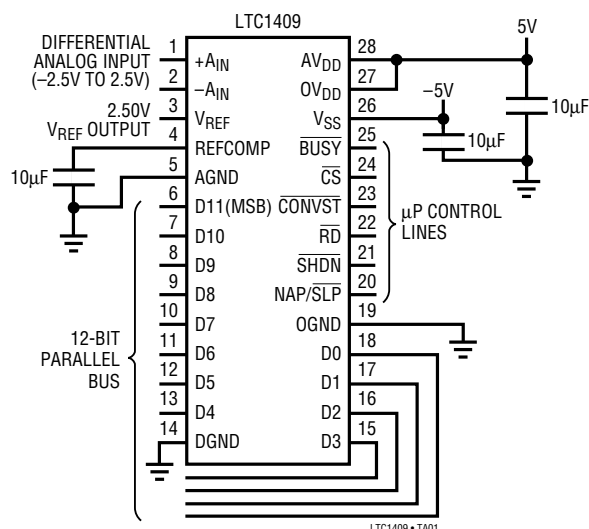 LTC1409
DIFFERENTIAL
ANALOG INPUT
(–2.5V TO 2.5V)
2.50V
VREF OUTPUT
10µF
12-BIT
PARALLEL
BUS
1 +AIN
2 –AIN
3 VREF
4 REFCOMP
5 AGND
6 D11(MSB)
7 D10
8 D9
9 D8
10 D7
11 D6
12 D5
13 D4
14 DGND
AVDD 28
OVDD 27
VSS 26
BUSY 25
CS 24
CONVST 23
RD 22
SHDN 21
NAP/SLP 20
OGND 19
D0 18
D1 17
D2 16
D3 15
5V
–5V
10µF
10µF
µP CONTROL
LINES
LTC1409 • TA01